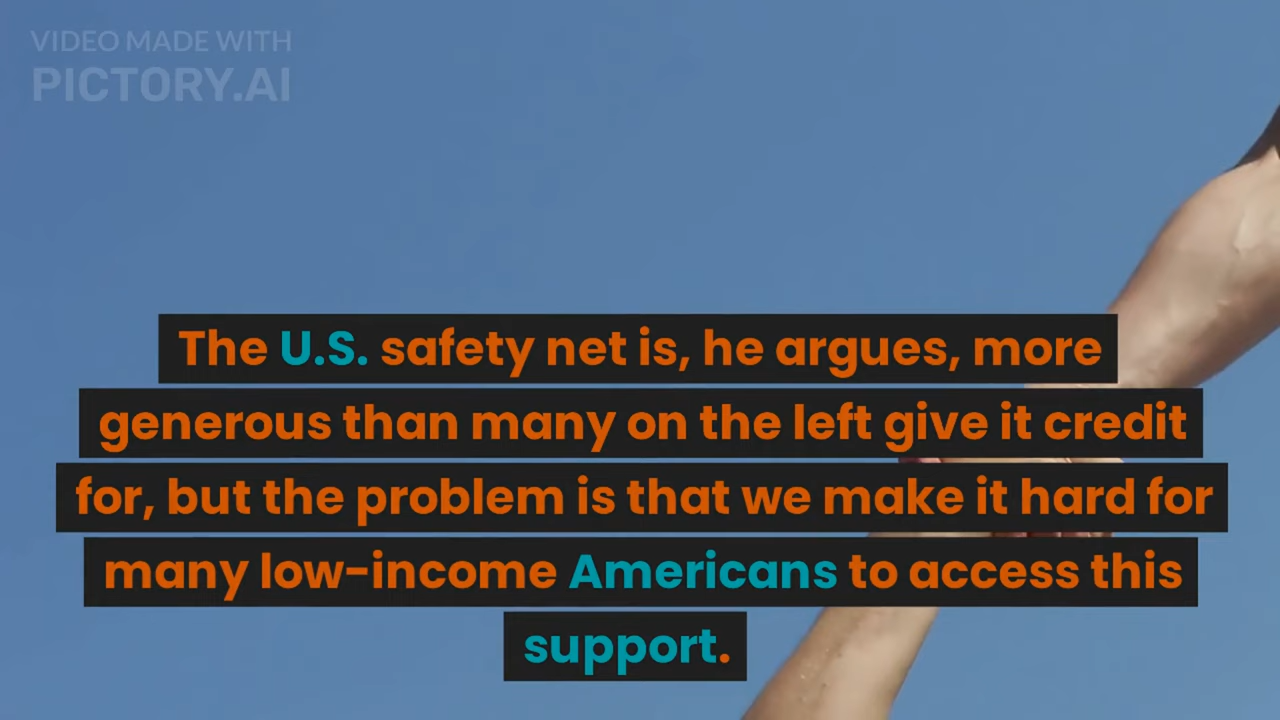 VIDEO MADE WITH
PICTORY.AI
The U.S. safety net is, he argues, more
generous than many on the left give it credit
for, but the problem is that we make it hard for
many low-income Americans to access this
support.